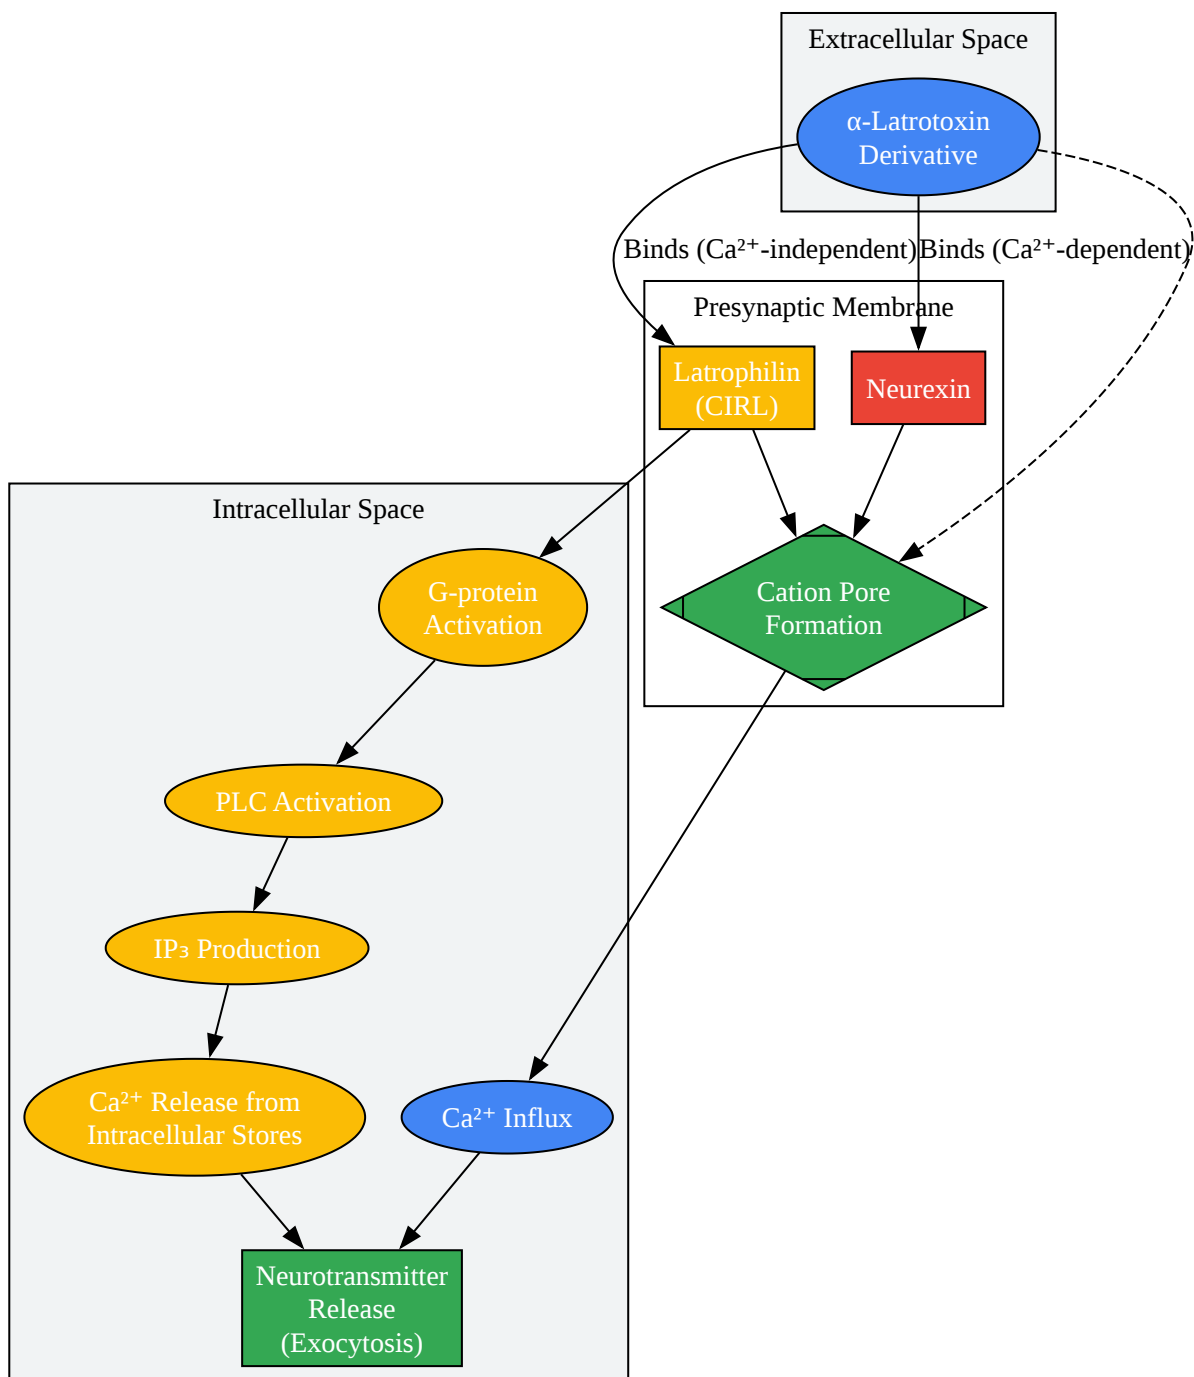 Extracellular Space
α-Latrotoxin
Derivative
Binds (Ca²⁺-independent)
Binds (Ca²⁺-dependent)
Presynaptic Membrane
Latrophilin
(CIRL)
Neurexin
Intracellular Space
G-protein
Activation
Cation Pore
Formation
PLC Activation
IP₃ Production
Ca²⁺ Release from
Intracellular Stores
Ca²⁺ Influx
Neurotransmitter
Release
(Exocytosis)